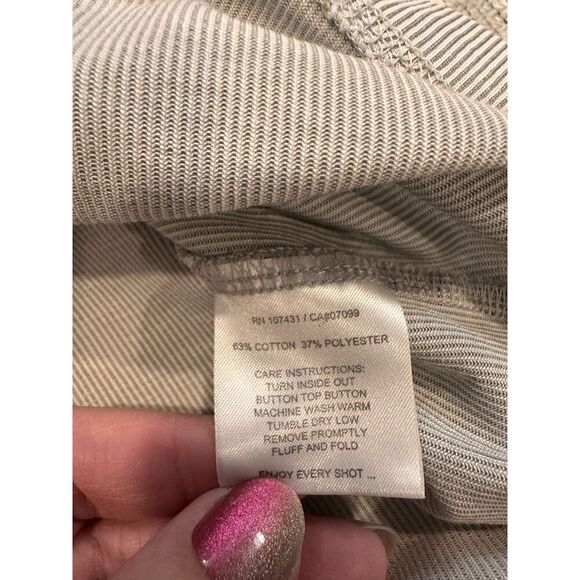 RN 107431 / CA#07099
63% COTTON 37% POLYESTER
CARE INSTRUCTIONS:
TURN INSIDE OUT
BUTTON TOP BUTTON
MACHINE WASH WARM
TUMBLE DRY LOW
REMOVE PROMPTLY
FLUFF AND FOLD
ENJOY EVERY SHOT ...